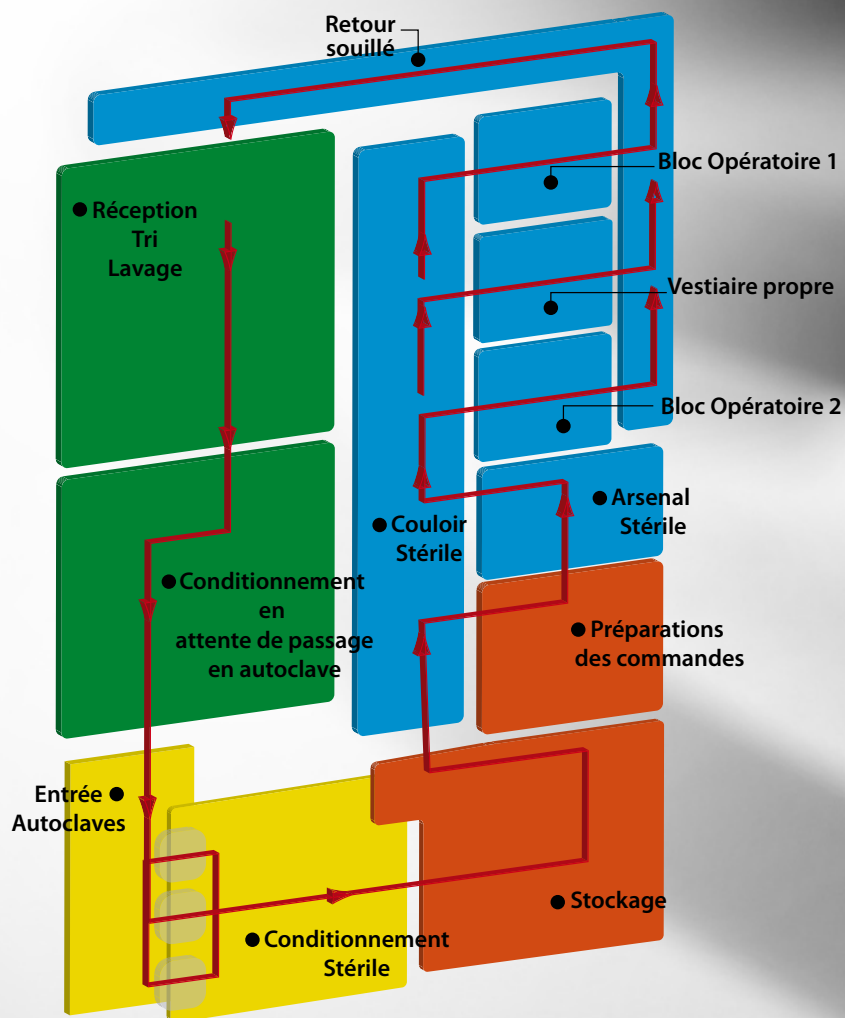 Retour
souillé
Bloc Opératoire 1
Réception
Tri
Lavage
Vestiaire propre
Bloc Opératoire 2
Arsenal
Stérile
Couloir
Stérile
Conditionnement
en
attente de passage
en autoclave
Préparations
des commandes
Entrée
Autoclaves
Stockage
Conditionnement
Stérile